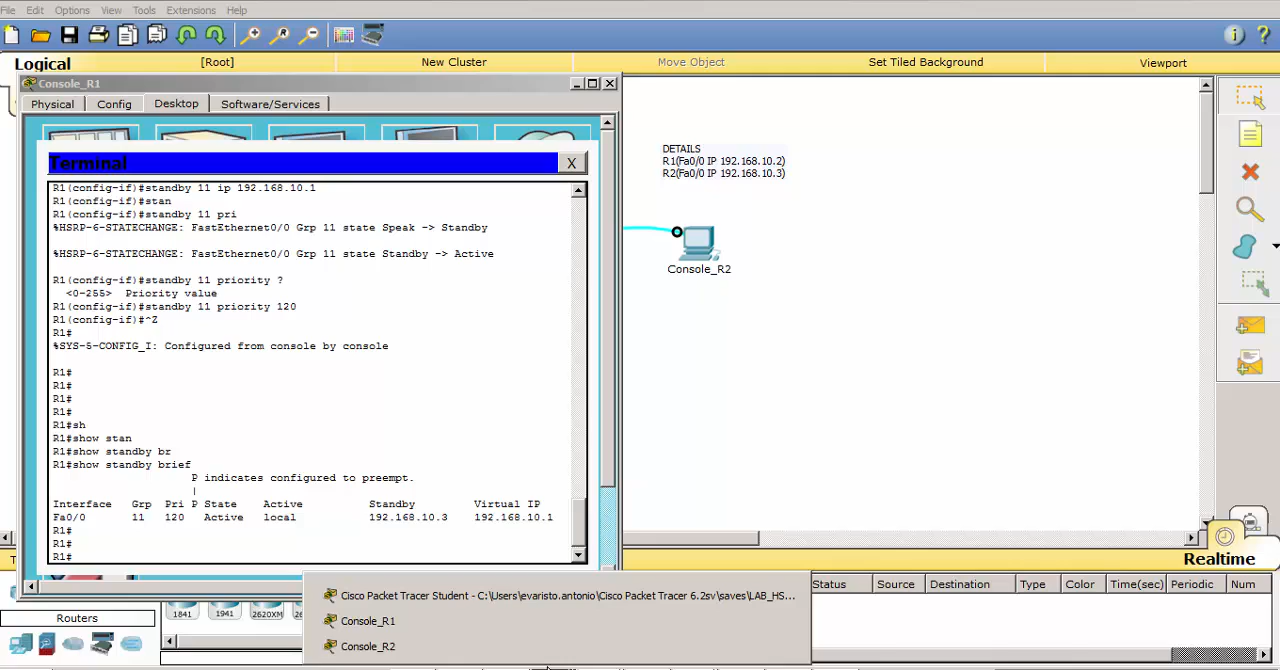 File Edit Options View Tools Extensions Help
Logical [Root] New Cluster Move Object Set Tiled Background Viewport
Console_R1
Physical Config Desktop Software/Services
Terminal X
R1(config-if)#standby 11 ip 192.168.10.1
R1(config-if)#stan
R1(config-if)#standby 11 pri
%HSRP-6-STATECHANGE: FastEthernet0/0 Grp 11 state Speak -> Standby
%HSRP-6-STATECHANGE: FastEthernet0/0 Grp 11 state Standby -> Active
R1(config-if)#standby 11 priority ?
<0-255> Priority value
R1(config-if)#standby 11 priority 120
R1(config-if)#^Z
R1#
%SYS-5-CONFIG_I: Configured from console by console
R1#
R1#
R1#
R1#
R1#sh
R1#show stan
R1#show standby br
R1#show standby brief
P indicates configured to preempt.
|
Interface Grp Pri P State Active Standby Virtual IP
Fa0/0 11 120 Active local 192.168.10.3 192.168.10.1
R1#
R1#
R1#
DETAILS
R1(Fa0/0 IP 192.168.10.2)
R2(Fa0/0 IP 192.168.10.3)
Console_R2
Realtime
Status Source Destination Type Color Time(sec) Periodic Num
Cisco Packet Tracer Student - C:\Users\evaristo.antonio\Cisco Packet Tracer 6.2sv\saves\LAB_HS...
Console_R1
Console_R2
Routers
1841 1941 2620XM